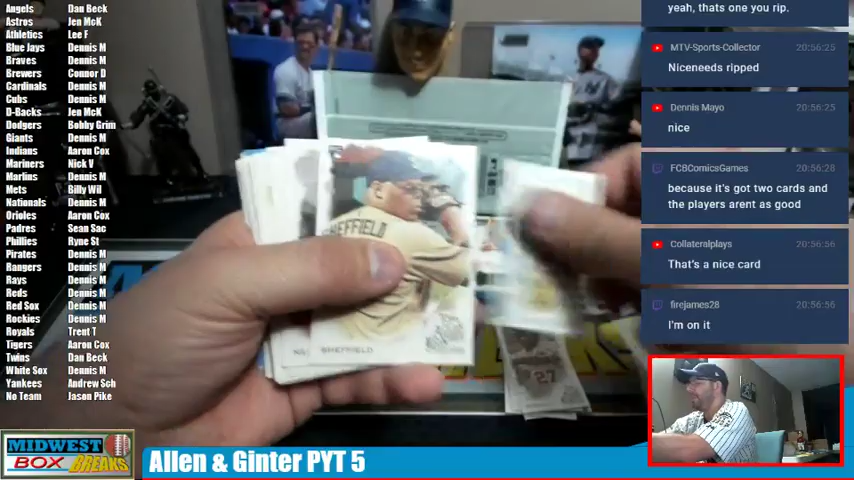 Angels Dan Beck
Astros Jen McK
Athletics Lee F
Blue Jays Dennis M
Braves Dennis M
Brewers Connor D
Cardinals Dennis M
Cubs Dennis M
D-Backs Jen McK
Dodgers Bobby Grim
Giants Dennis M
Indians Aaron Cox
Mariners Nick V
Marlins Dennis M
Mets Billy Wil
Nationals Dennis M
Orioles Aaron Cox
Padres Sean Sac
Phillies Ryne St
Pirates Dennis M
Rangers Dennis M
Rays Dennis M
Reds Dennis M
Red Sox Dennis M
Rockies Dennis M
Royals Trent T
Tigers Aaron Cox
Twins Dan Beck
White Sox Dennis M
Yankees Andrew Sch
No Team Jason Pike
SHEFFIELD
SHEFFIELD
27
yeah, thats one you rip.
MTV-Sports-Collector 20:56:25
Niceneeds ripped
Dennis Mayo 20:56:25
nice
FCBComicsGames 20:56:28
because it's got two cards and
the players arent as good
Collateralplays 20:56:56
That's a nice card
firejames28 20:56:56
I'm on it
MIDWEST
BOX BREAKS
Allen & Ginter PYT 5